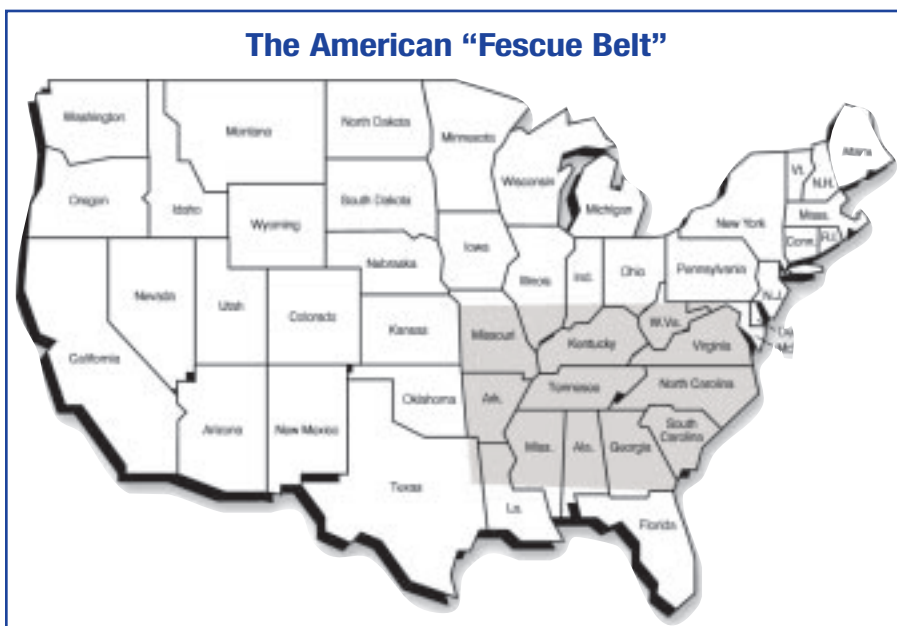 The American “Fescue Belt”
Washington
Montana
North Dakota
Minnesota
Maine
Vt.
N.H.
Oregon
Idaho
South Dakota
Wisconsin
Michigan
New York
Mass.
Wyoming
Conn.
R.I.
Iowa
Nebraska
Pennsylvania
Nevada
Utah
Illinois
Ind.
Ohio
N.J.
Colorado
Kansas
Missouri
W.Va.
Virginia
California
Kentucky
Oklahoma
Ark.
Tennessee
North Carolina
Arizona
New Mexico
South
Carolina
Miss.
Ala.
Georgia
Texas
La.
Florida